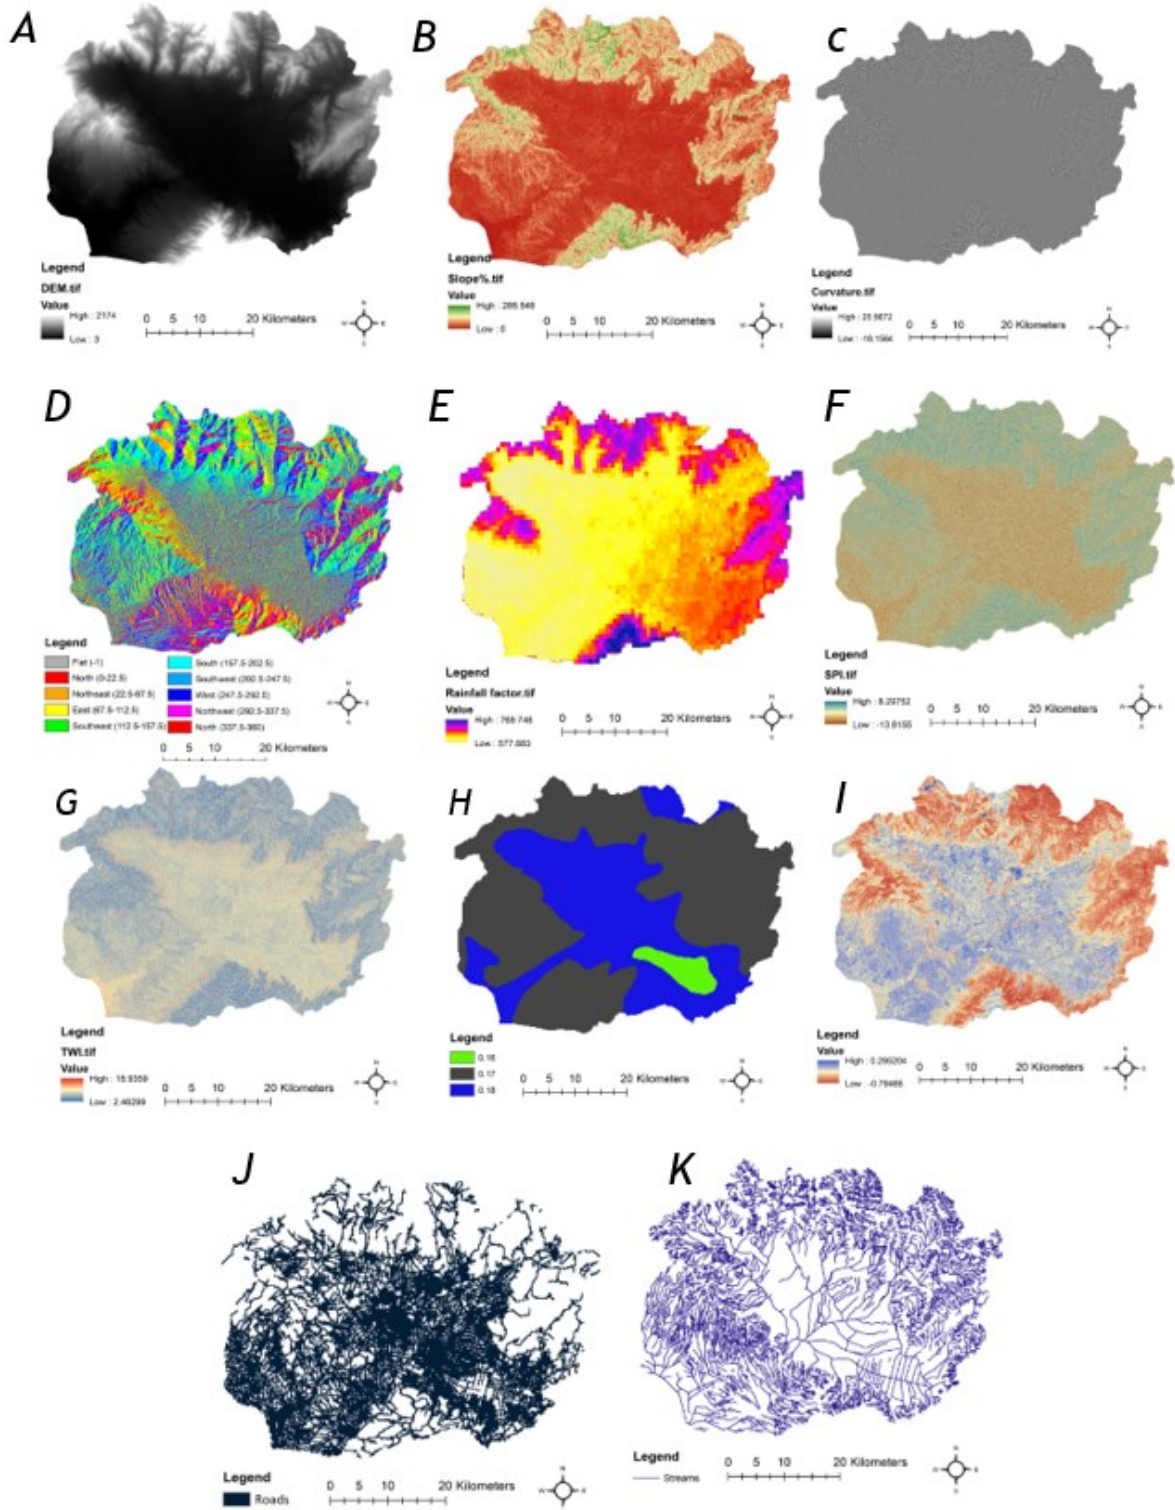 A
Legend
DEM.tif
Value
High : 2174
Low : 3
0 5 10 20 Kilometers
N
W E
S
B
Legend
Slope%.tif
Value
High : 265.546
Low : 0
0 5 10 20 Kilometers
N
W E
S
C
Legend
Curvature.tif
Value
High : 25.5672
Low : -18.1564
0 5 10 20 Kilometers
N
W E
S
D
Legend
Flat (-1)
North (0-22.5)
Northeast (22.5-67.5)
East (67.5-112.5)
Southeast (112.5-157.5)
South (157.5-202.5)
Southwest (202.5-247.5)
West (247.5-292.5)
Northwest (292.5-337.5)
North (337.5-360)
0 5 10 20 Kilometers
N
W E
S
E
Legend
Rainfall factor.tif
Value
High : 769.746
Low : 577.883
0 5 10 20 Kilometers
N
W E
S
F
Legend
SPI.tif
Value
High : 8.29752
Low : -13.8155
0 5 10 20 Kilometers
N
W E
S
G
Legend
TWI.tif
Value
High : 18.9359
Low : 2.46299
0 5 10 20 Kilometers
N
W E
S
H
Legend
0.16
0.17
0.18
0 5 10 20 Kilometers
N
W E
S
I
Legend
Value
High : 0.295204
Low : -0.79486
0 5 10 20 Kilometers
N
W E
S
J
Legend
Roads
0 5 10 20 Kilometers
N
W E
S
K
Legend
Streams
0 5 10 20 Kilometers
N
W E
S